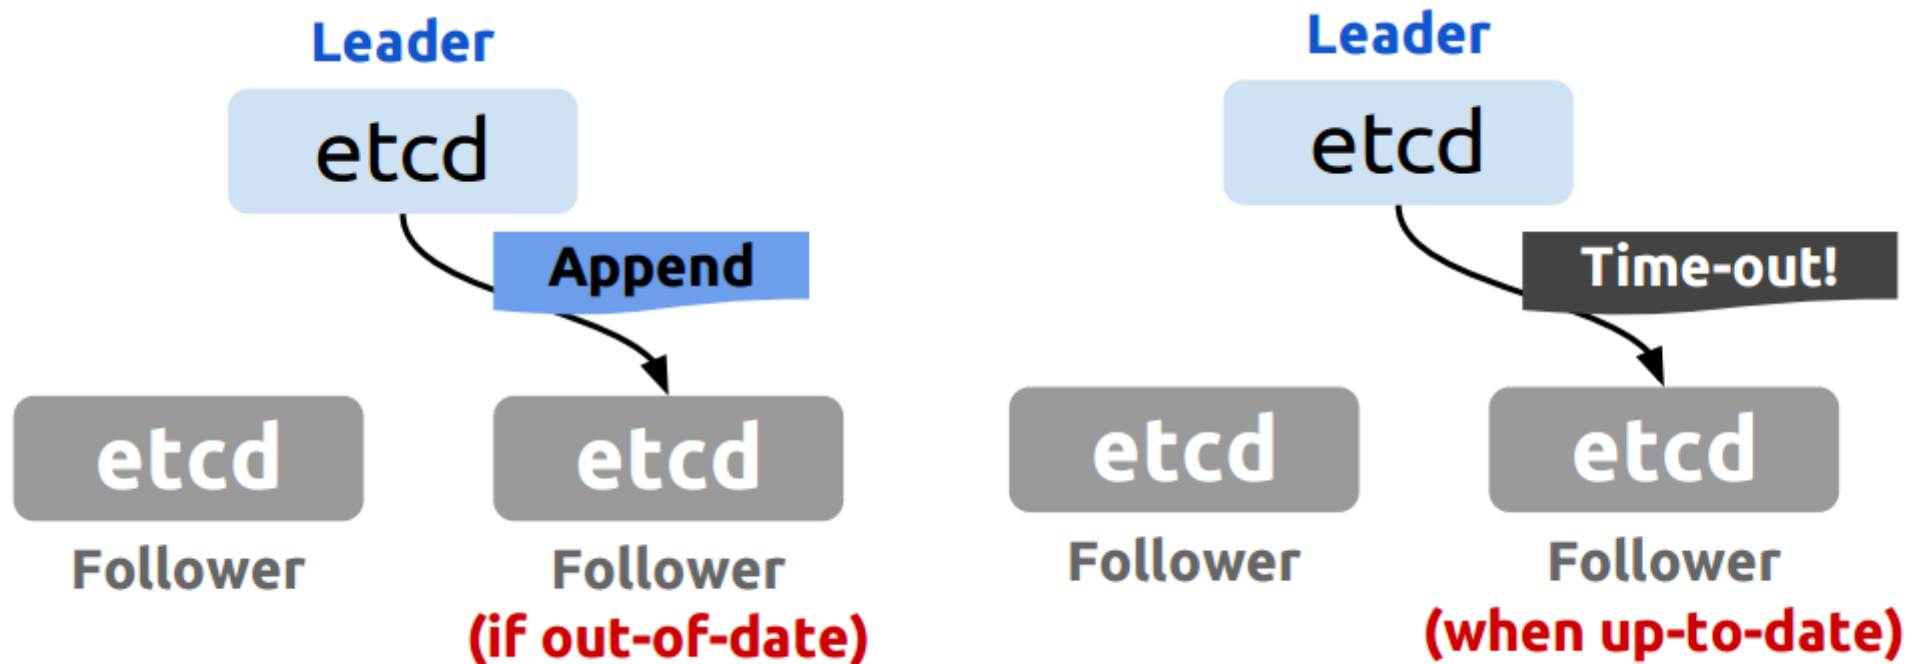 Leader
etcd
Append
etcd
etcd
Follower
Follower
(if out-of-date)
Leader
etcd
Time-out!
etcd
etcd
Follower
Follower
(when up-to-date)